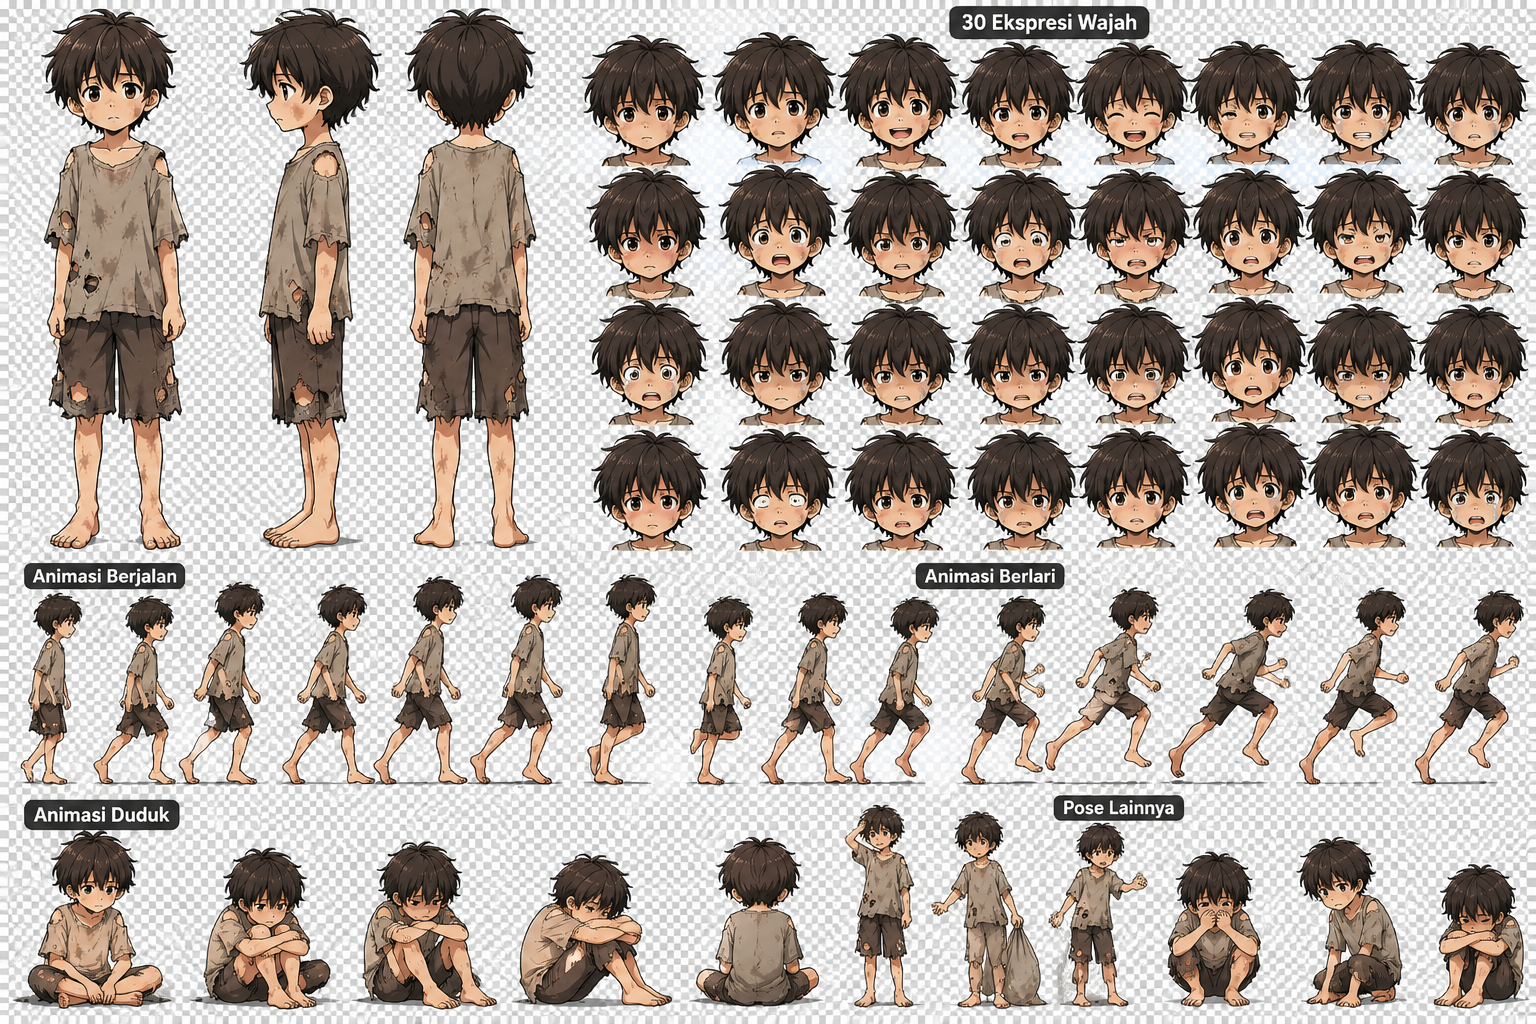 30 Ekspresi Wajah
Animasi Berjalan
Animasi Berlari
Animasi Duduk
Pose Lainnya